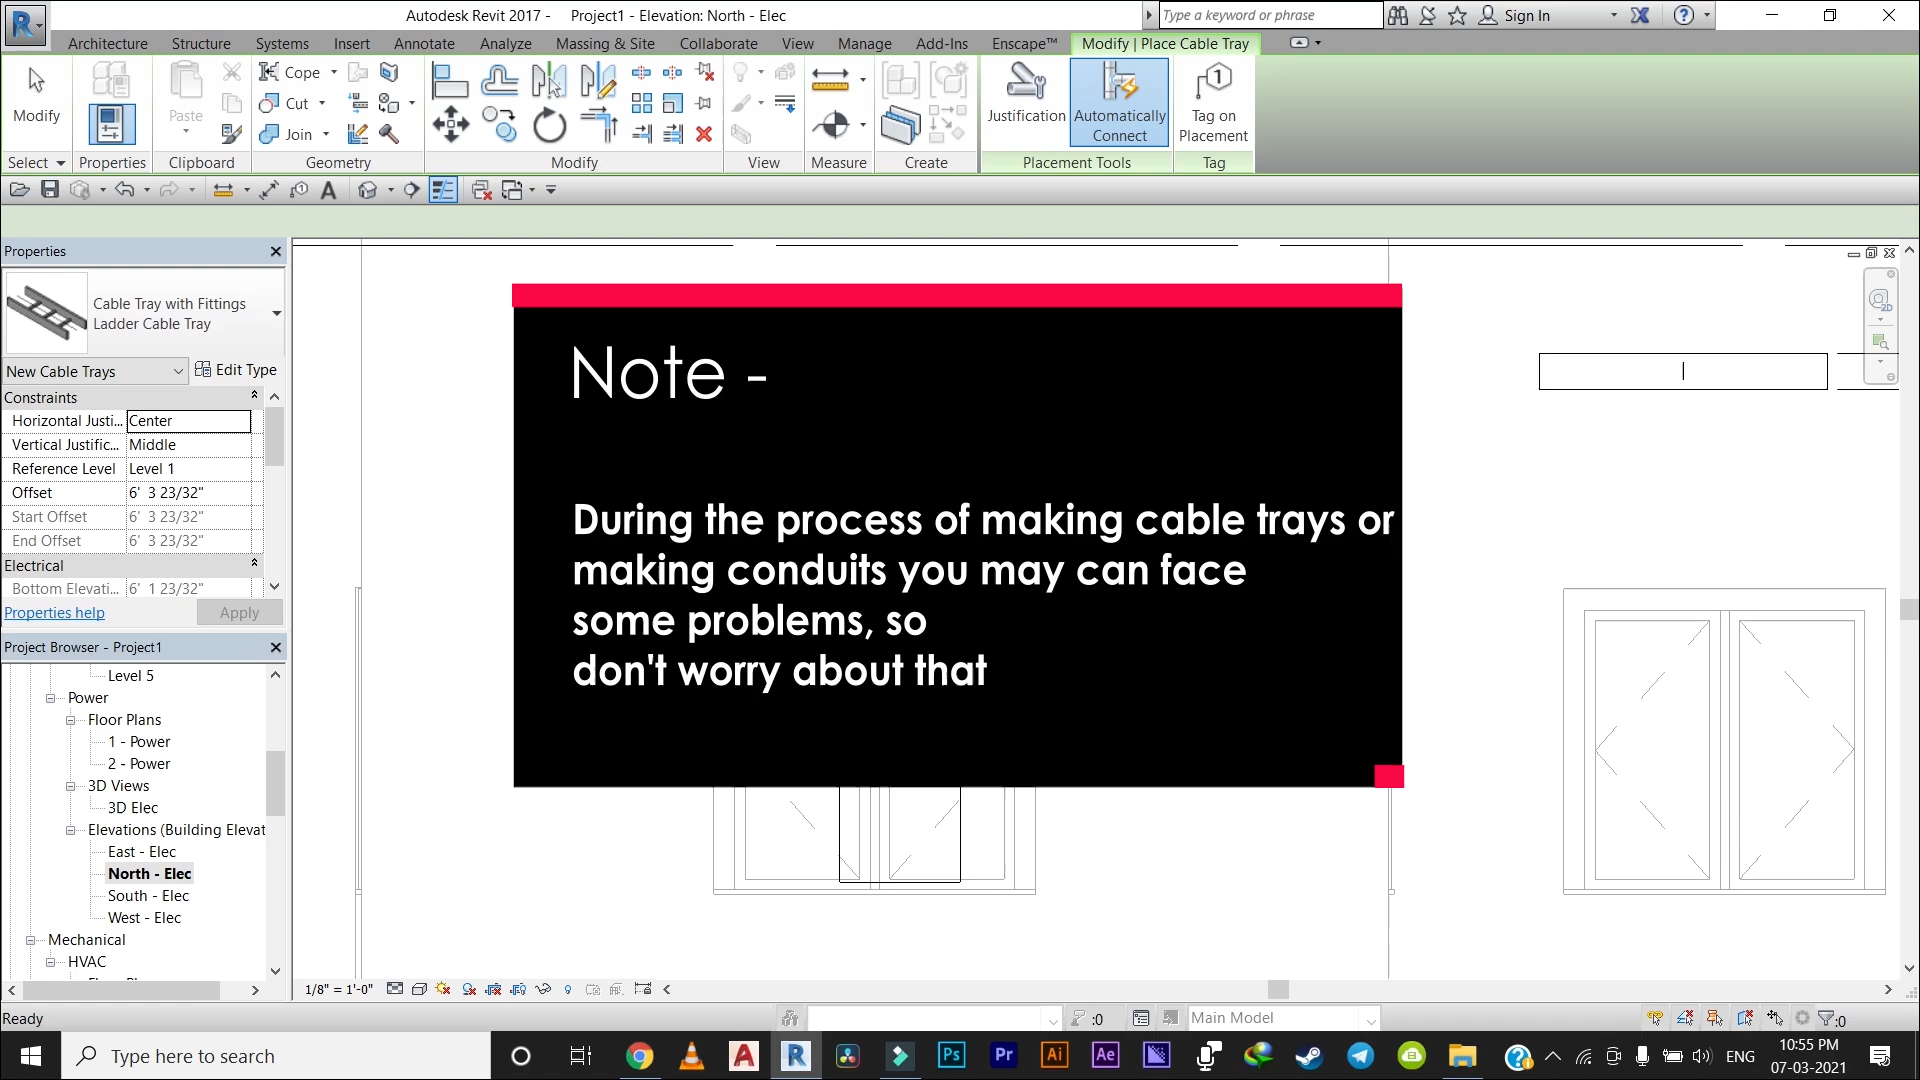 Autodesk Revit 2017 - Project1 - Elevation: North - Elec
Type a keyword or phrase
Sign In
Architecture Structure Systems Insert Annotate Analyze Massing & Site Collaborate View Manage Add-Ins Enscape™ Modify | Place Cable Tray
Modify
Paste
Cope
Cut
Join
Justification
Automatically
Connect
Tag on
Placement
Select Properties Clipboard Geometry Modify View Measure Create Placement Tools Tag
Properties
Cable Tray with Fittings
Ladder Cable Tray
New Cable Trays Edit Type
Constraints
Horizontal Justi... Center
Vertical Justific... Middle
Reference Level Level 1
Offset 6' 3 23/32"
Start Offset 6' 3 23/32"
End Offset 6' 3 23/32"
Electrical
Bottom Elevati... 6' 1 23/32"
Properties help Apply
Project Browser - Project1
Level 5
Power
Floor Plans
1 - Power
2 - Power
3D Views
3D Elec
Elevations (Building Elevat
East - Elec
North - Elec
South - Elec
West - Elec
Mechanical
HVAC
Note -
During the process of making cable trays or
making conduits you may can face
some problems, so
don't worry about that
2D
1/8" = 1'-0"
Ready
:0
Main Model
:0
Type here to search
Ps
Pr
Ai
Ae
ENG
10:55 PM
07-03-2021